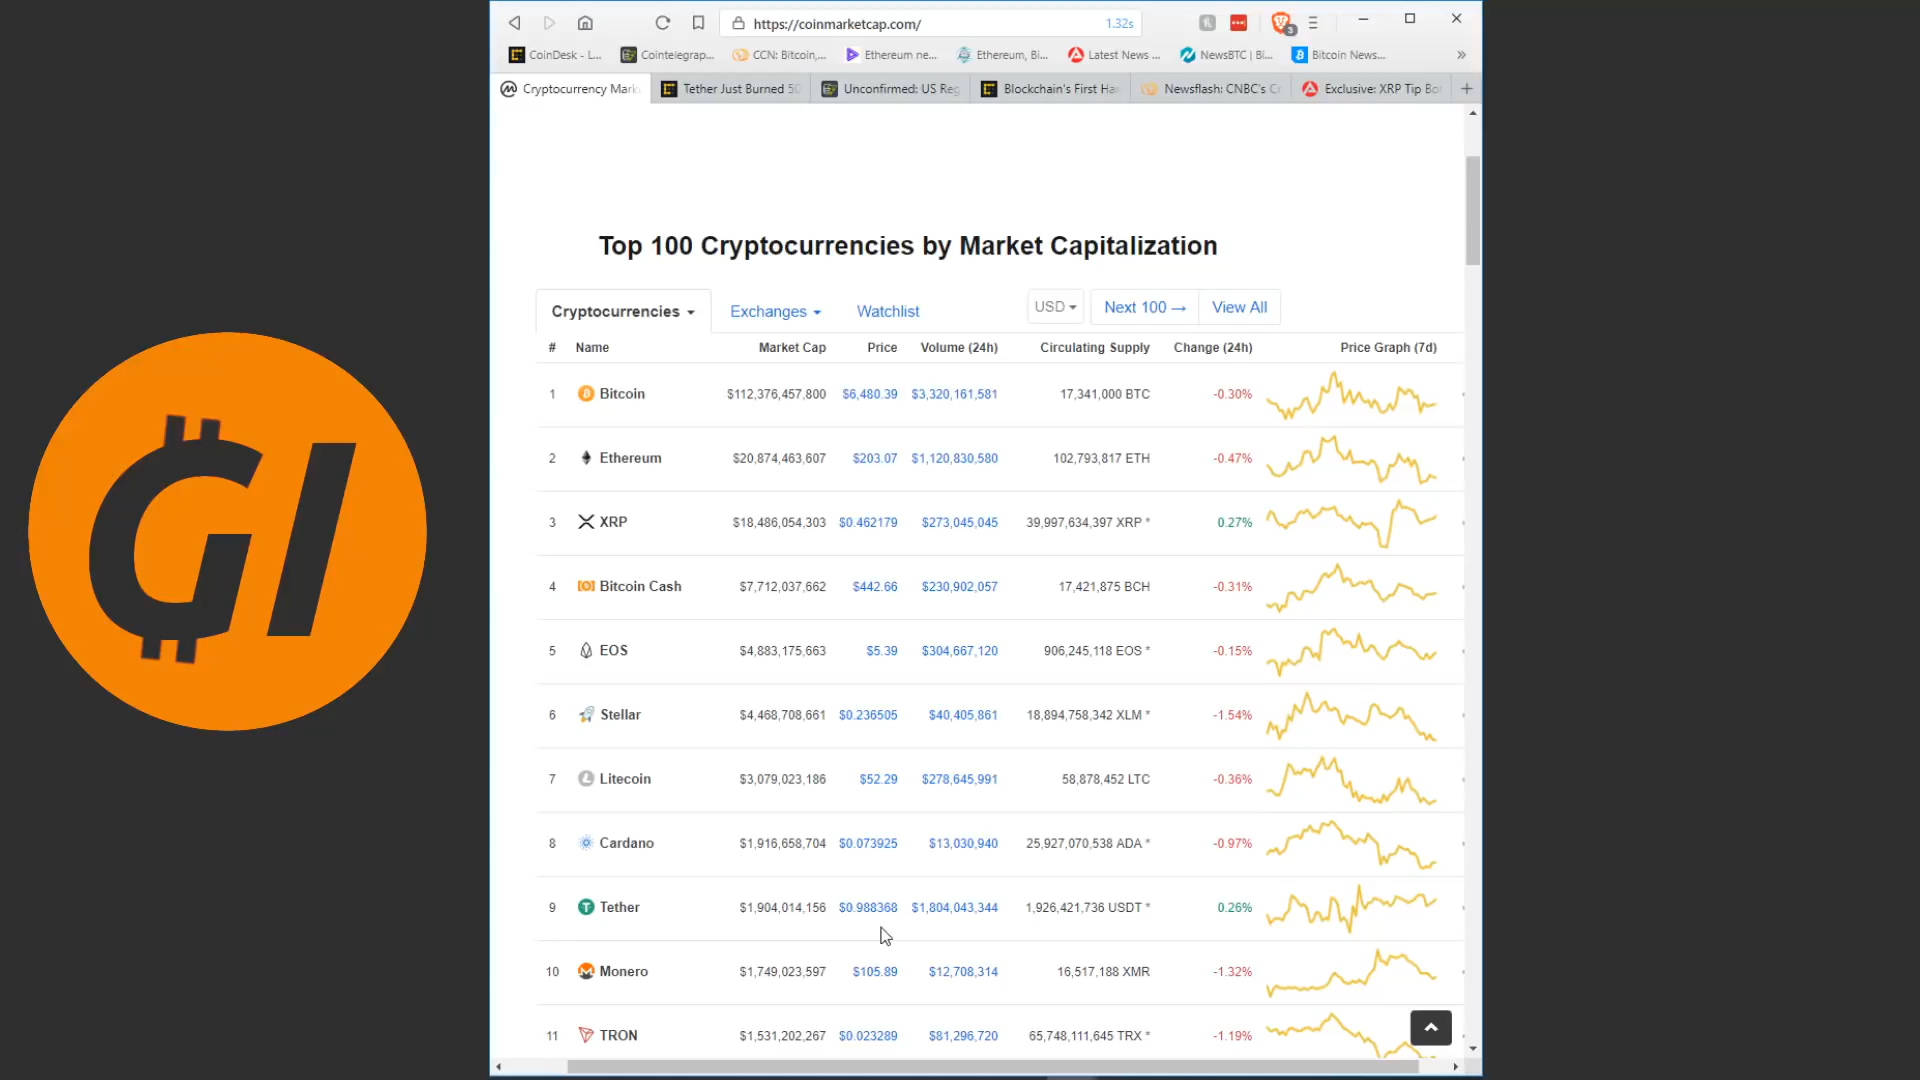 https://coinmarketcap.com/
1.32s
3
CoinDesk - L...
Cointelegrap...
CCN: Bitcoin,...
Ethereum ne...
Ethereum, Bi...
Latest News ...
NewsBTC | Bi...
Bitcoin News...
Cryptocurrency Mark
Tether Just Burned 50
Unconfirmed: US Reg
Blockchain's First Ha
Newsflash: CNBC's C
Exclusive: XRP Tip Bo
GI
Top 100 Cryptocurrencies by Market Capitalization
Cryptocurrencies Exchanges Watchlist USD Next 100 → View All
# Name Market Cap Price Volume (24h) Circulating Supply Change (24h) Price Graph (7d)
1 Bitcoin $112,376,457,800 $6,480.39 $3,320,161,581 17,341,000 BTC -0.30%
2 Ethereum $20,874,463,607 $203.07 $1,120,830,580 102,793,817 ETH -0.47%
3 XRP $18,486,054,303 $0.462179 $273,045,045 39,997,634,397 XRP * 0.27%
4 Bitcoin Cash $7,712,037,662 $442.66 $230,902,057 17,421,875 BCH -0.31%
5 EOS $4,883,175,663 $5.39 $304,667,120 906,245,118 EOS * -0.15%
6 Stellar $4,468,708,661 $0.236505 $40,405,861 18,894,758,342 XLM * -1.54%
7 Litecoin $3,079,023,186 $52.29 $278,645,991 58,878,452 LTC -0.36%
8 Cardano $1,916,658,704 $0.073925 $13,030,940 25,927,070,538 ADA * -0.97%
9 Tether $1,904,014,156 $0.988368 $1,804,043,344 1,926,421,736 USDT * 0.26%
10 Monero $1,749,023,597 $105.89 $12,708,314 16,517,188 XMR -1.32%
11 TRON $1,531,202,267 $0.023289 $81,296,720 65,748,111,645 TRX * -1.19%